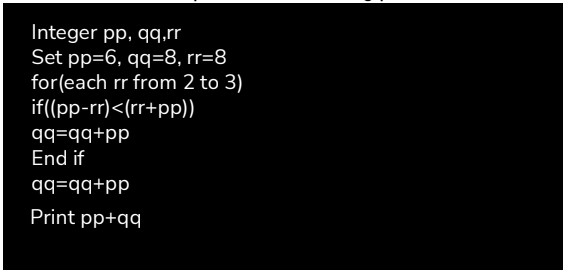 Integer pp, qq,rr
Set pp=6, qq=8, rr=8
for(each rr from 2 to 3)
if((pp-rr)<(rr+pp))
qq=qq+pp
End if
qq=qq+pp
Print pp+qq